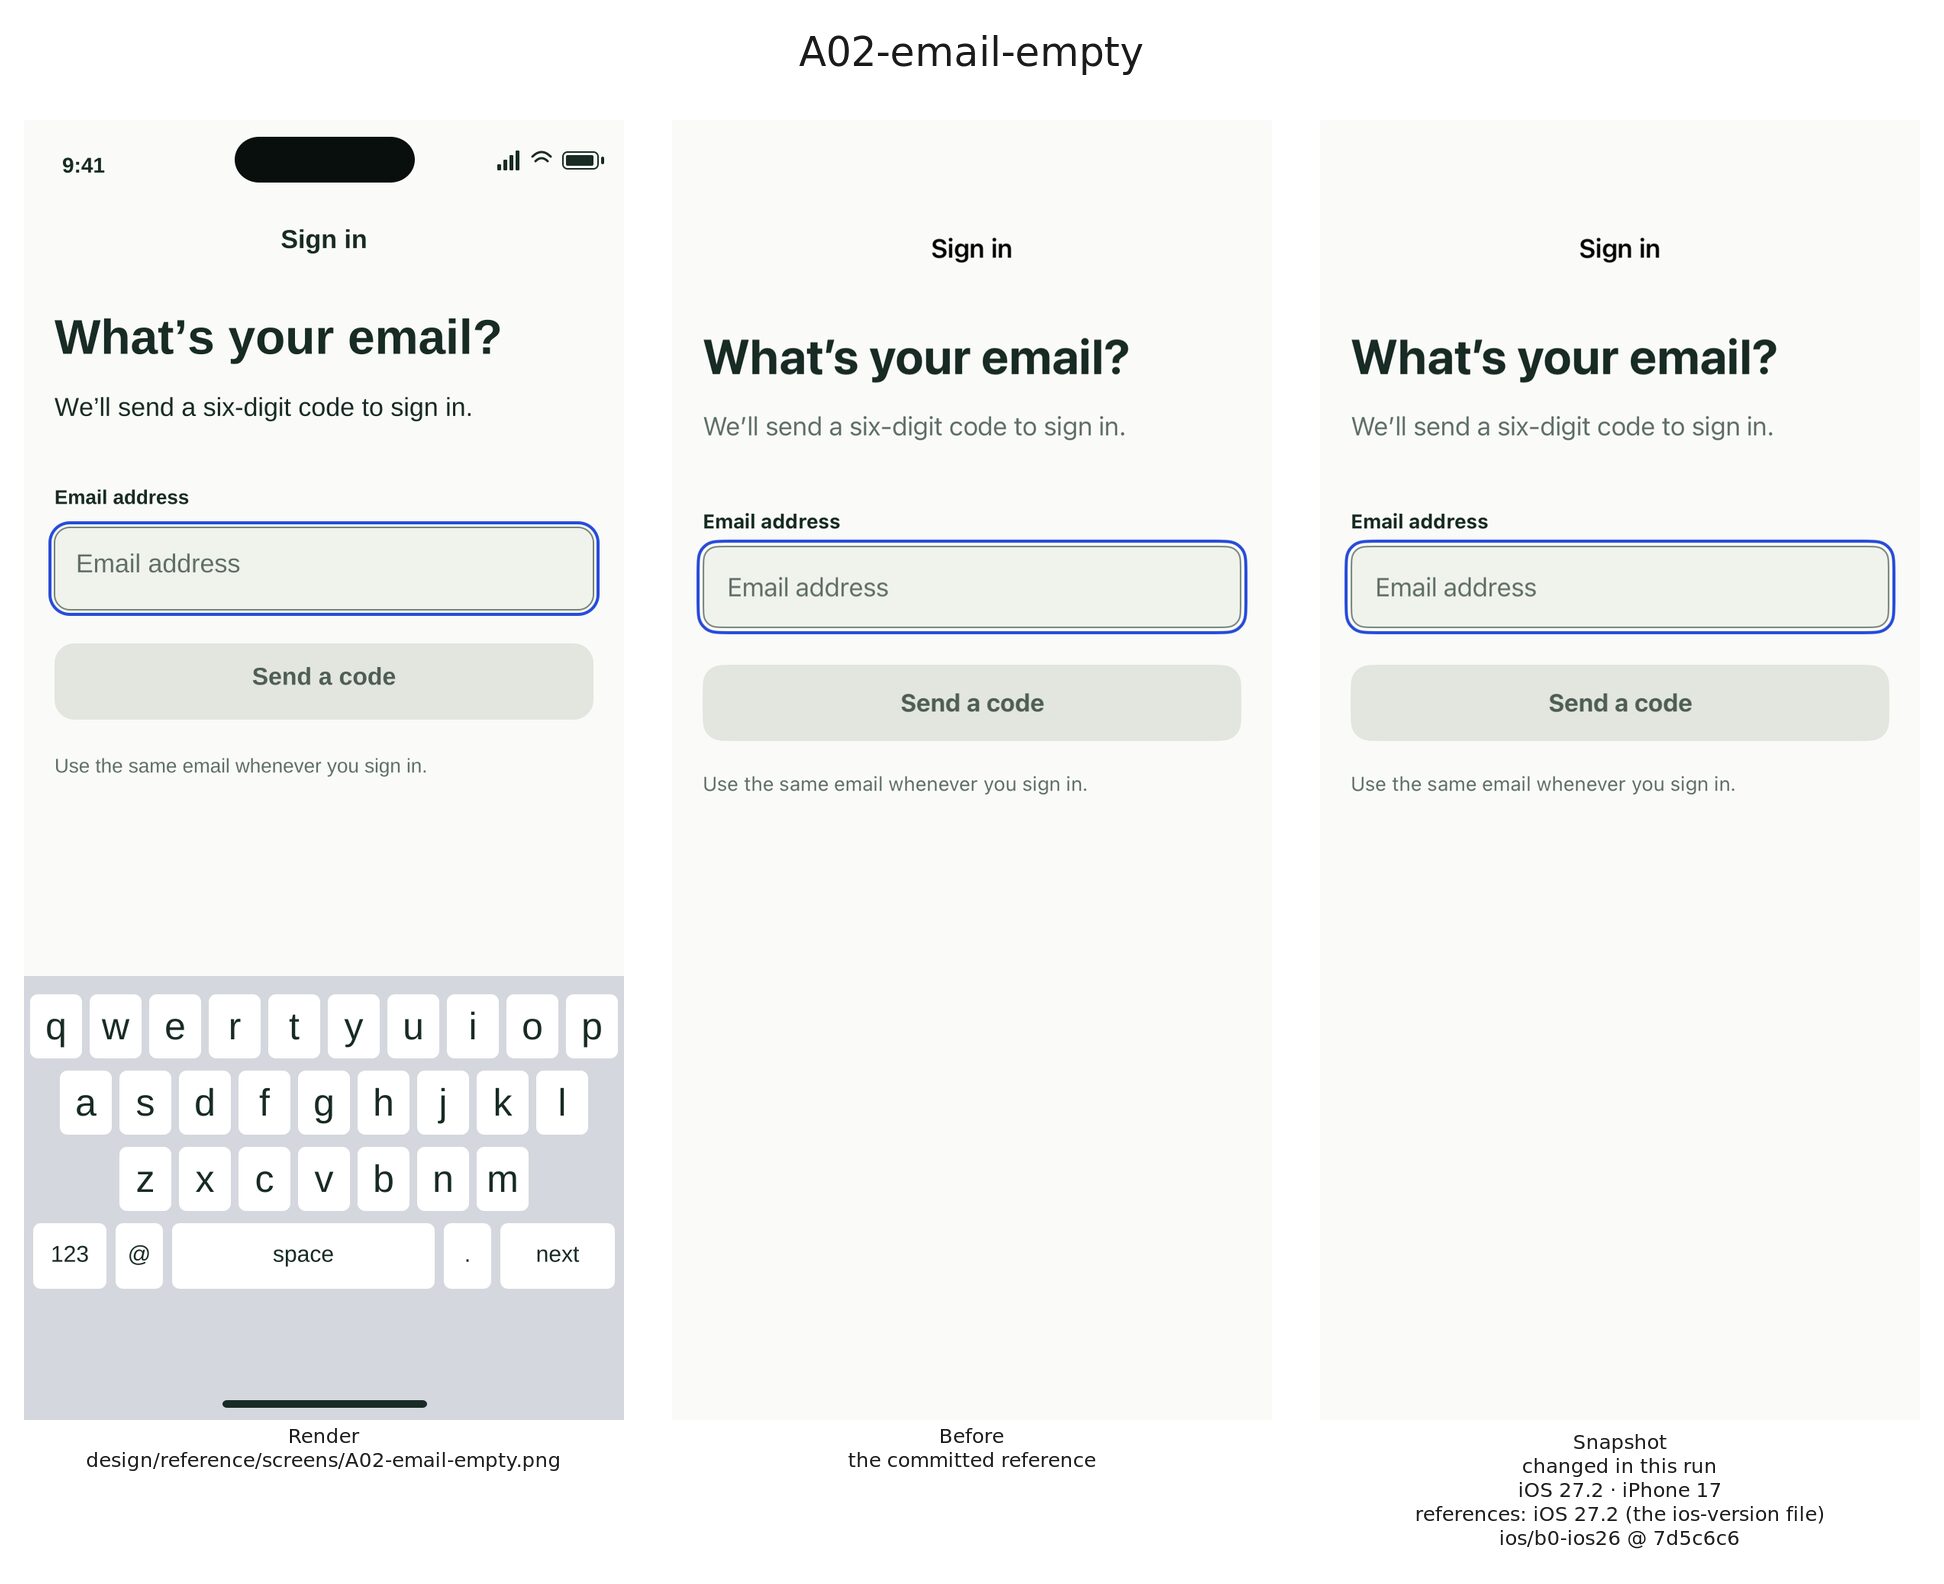 A02-email-empty
9:41
Sign in
What’s your email?
We’ll send a six-digit code to sign in.
Email address
Email address
Send a code
Use the same email whenever you sign in.
q w e r t y u i o p
a s d f g h j k l
z x c v b n m
123 @ space . next
Render
design/reference/screens/A02-email-empty.png
Sign in
What’s your email?
We’ll send a six-digit code to sign in.
Email address
Email address
Send a code
Use the same email whenever you sign in.
Before
the committed reference
Sign in
What’s your email?
We’ll send a six-digit code to sign in.
Email address
Email address
Send a code
Use the same email whenever you sign in.
Snapshot
changed in this run
iOS 27.2 · iPhone 17
references: iOS 27.2 (the ios-version file)
ios/b0-ios26 @ 7d5c6c6